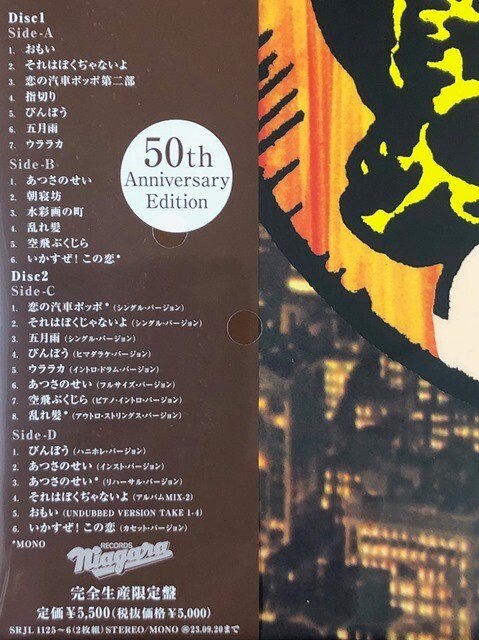 Disc1
Side-A
1. おもい
2. それはぼくぢゃないよ
3. 恋の汽車ポッポ第二部
4. 指切り
5. びんぼう
6. 五月雨
7. ウララカ
Side-B
1. あつさのせい
2. 朝寝坊
3. 水彩画の町
4. 乱れ髪
5. 空飛ぶくじら
6. いかすぜ! この恋*
Disc2
Side-C
1. 恋の汽車ポッポ* (シングル・バージョン)
2. それはぼくじゃないよ (シングル・バージョン)
3. 五月雨 (シングル・バージョン)
4. びんぼう (ヒマダラケ・バージョン)
5. ウララカ (イントロ・ドラム・バージョン)
6. あつさのせい (フルサイズ・バージョン)
7. 空飛ぶくじら (ピアノ・イントロ・バージョン)
8. 乱れ髪* (アウトロ・ストリングス・バージョン)
Side-D
1. びんぼう (ハニホレ・バージョン)
2. あつさのせい (インスト・バージョン)
3. あつさのせい* (リハーサル・バージョン)
4. それはぼくぢゃないよ (アルバムMIX-2)
5. おもい (UNDUBBED VERSION TAKE 1-4)
6. いかすぜ! この恋 (カセット・バージョン)
*MONO
RECORDS
Niagara
完全生産限定盤
定価¥5,500(税抜価格¥5,000)
SRJL 1125~6 (2枚組) STEREO/MONO ㊝23.09.20まで
50th
Anniversary
Edition